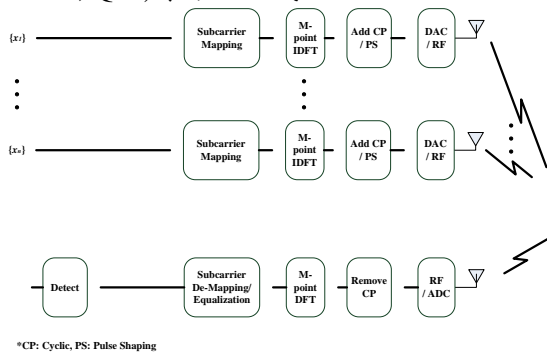 {x₁}
Subcarrier
Mapping
M-
point
IDFT
Add CP
/ PS
DAC
/ RF
{xₙ}
Subcarrier
Mapping
M-
point
IDFT
Add CP
/ PS
DAC
/ RF
Detect
Subcarrier
De-Mapping/
Equalization
M-
point
DFT
Remove
CP
RF
/ ADC
*CP: Cyclic, PS: Pulse Shaping